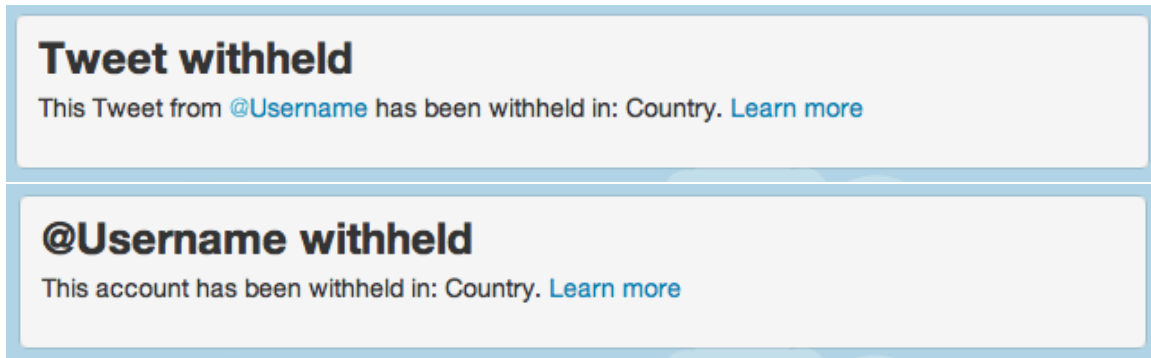 Tweet withheld
This Tweet from @Username has been withheld in: Country. Learn more
@Username withheld
This account has been withheld in: Country. Learn more